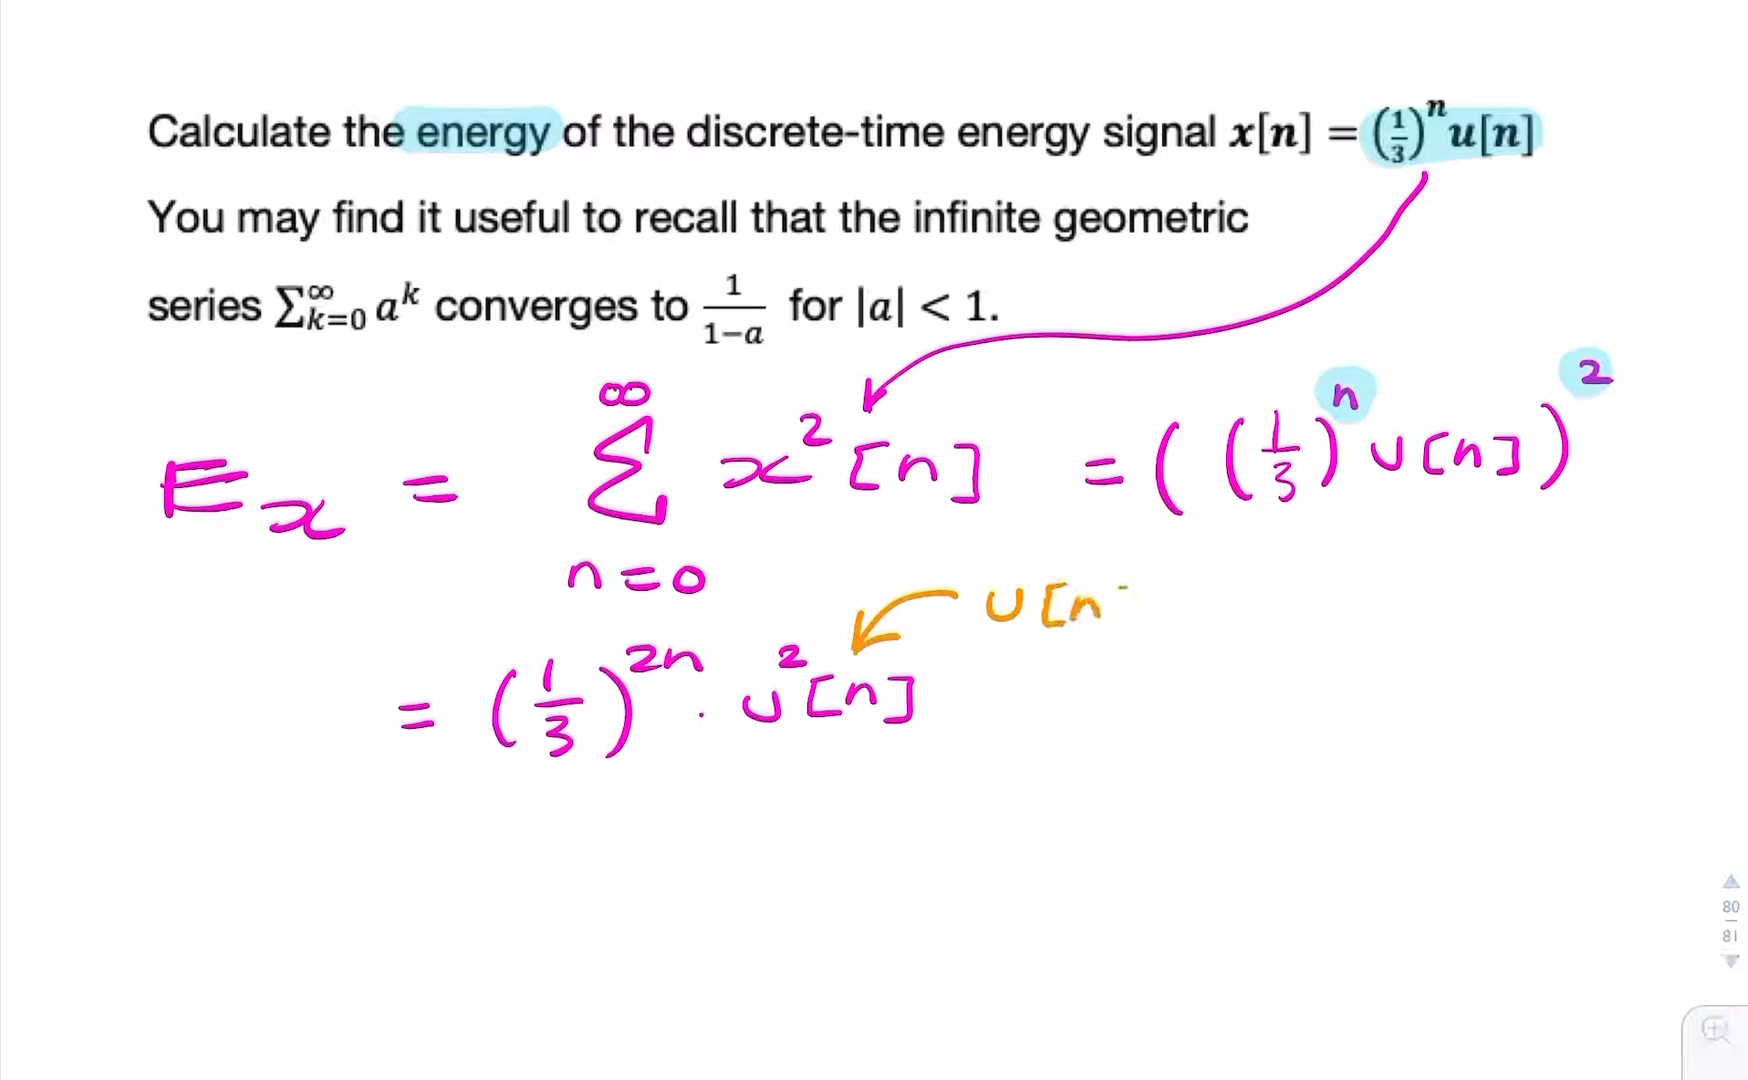 Calculate the energy of the discrete-time energy signal x[n] = (1/3)ⁿ u[n]
You may find it useful to recall that the infinite geometric
series ∑_{k=0}^{∞} a^k converges to 1/(1−a) for |a| < 1.
E_x = ∑_{n=0}^{∞} x²[n] = ((1/3)ⁿ u[n])²
u[n
= (1/3)^{2n} . u²[n]
80
81